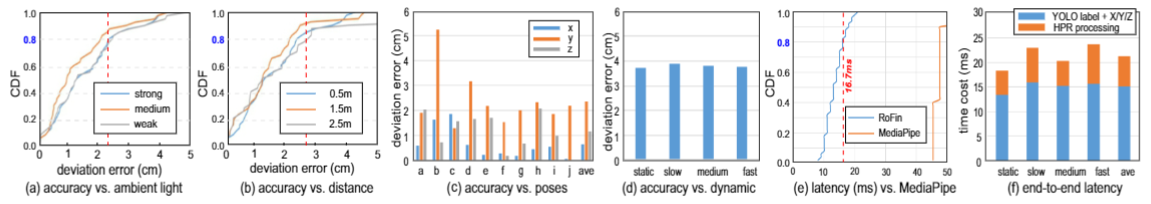 1.0
0.8
0.6
0.4
0.2
0.0
CDF
0 1 2 3 4 5
deviation error (cm)
strong
medium
weak
(a) accuracy vs. ambient light
1.0
0.8
0.6
0.4
0.2
0.0
CDF
0 1 2 3 4 5
deviation error (cm)
0.5m
1.5m
2.5m
(b) accuracy vs. distance
6
5
4
3
2
1
0
deviation error (cm)
x
y
z
a b c d e f g h i j ave
(c) accuracy vs. poses
6
5
4
3
2
1
0
deviation error (cm)
static slow medium fast
(d) accuracy vs. dynamic
1.0
0.8
0.6
0.4
0.2
0.0
CDF
16.7ms
RoFin
MediaPipe
0 10 20 30 40 50
(e) latency (ms) vs. MediaPipe
30
25
20
15
10
5
0
time cost (ms)
YOLO label + X/Y/Z
HPR processing
static slow medium fast ave
(f) end-to-end latency